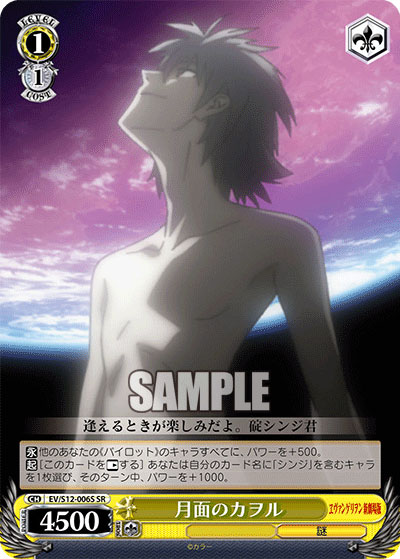 LEVEL
1
1
COST
SAMPLE
逢えるときが楽しみだよ。碇シンジ君
永 他のあなたの《パイロット》のキャラすべてに、パワーを+500。
起［このカードをする］ あなたは自分のカード名に「シンジ」を含むキャラを1枚選び、そのターン中、パワーを+1000。
CH EV/S12-006S SR
POWER
4500
月面のカヲル
ヱヴァンゲリヲン新劇場版
謎
©カラー